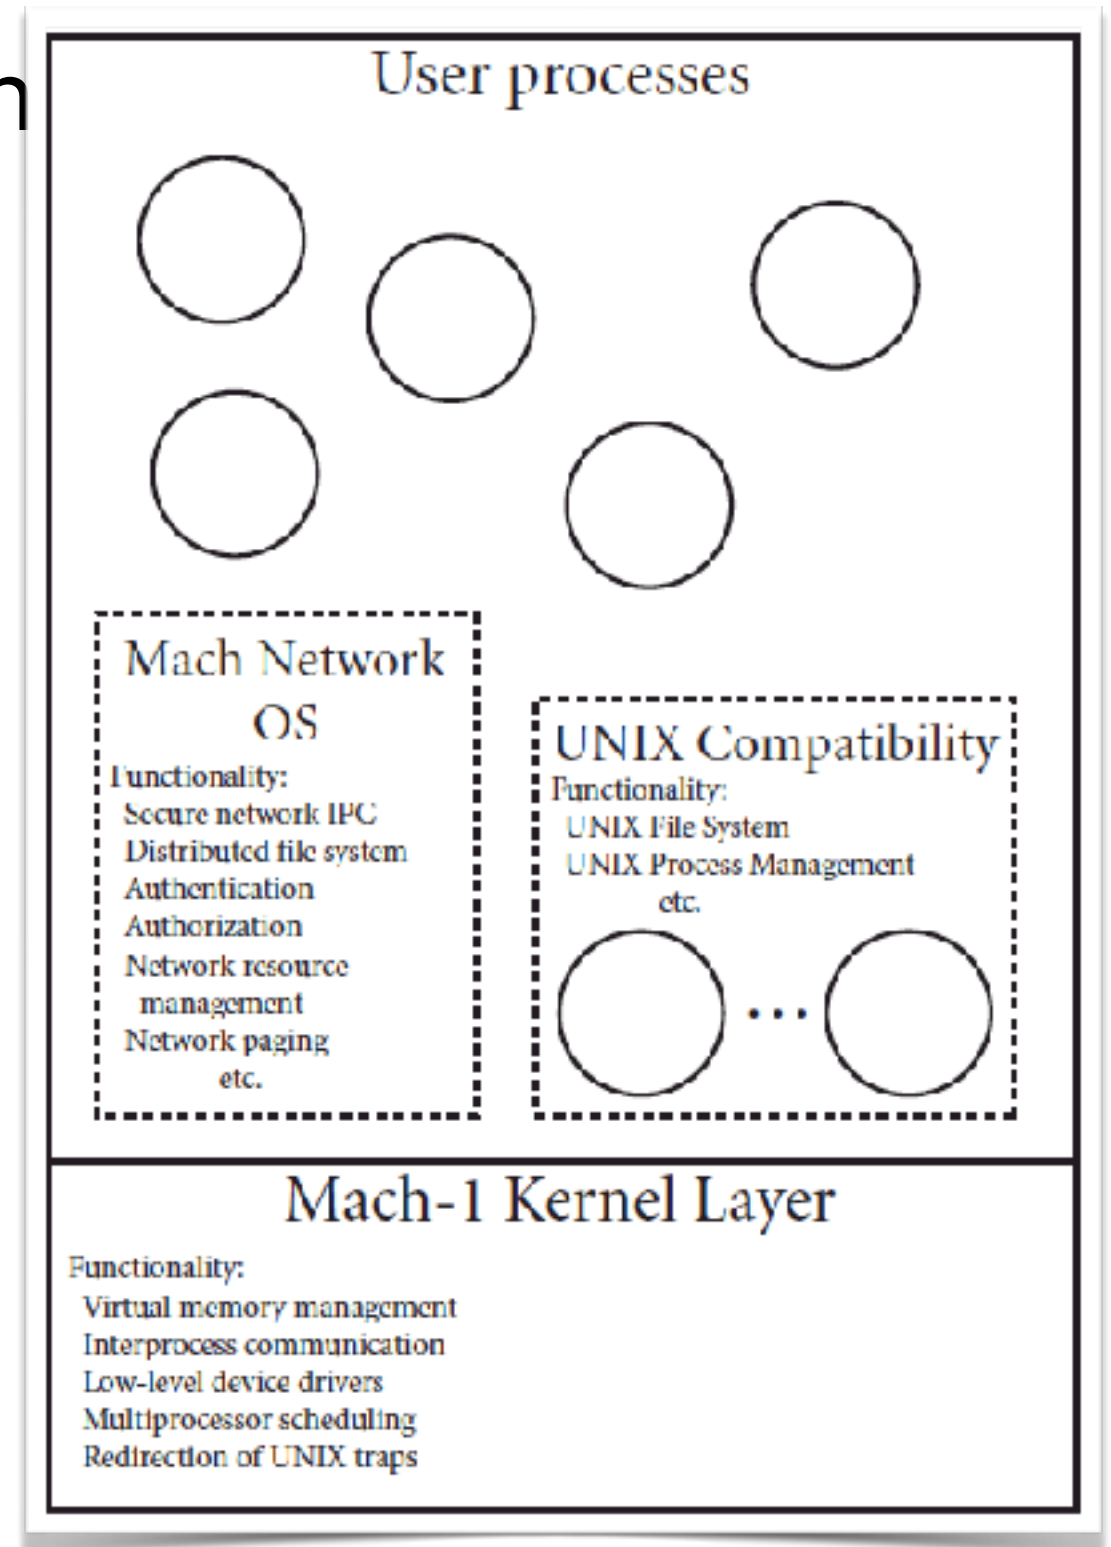 n
User processes
Mach Network
OS
Functionality:
Secure network IPC
Distributed file system
Authentication
Authorization
Network resource
management
Network paging
etc.
UNIX Compatibility
Functionality:
UNIX File System
UNIX Process Management
etc.
...
Mach-1 Kernel Layer
Functionality:
Virtual memory management
Interprocess communication
Low-level device drivers
Multiprocessor scheduling
Redirection of UNIX traps